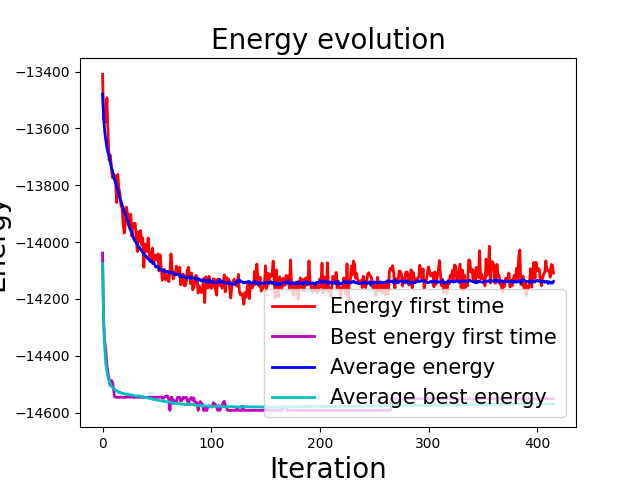 Energy evolution
Energy
−13400
−13600
−13800
−14000
−14200
−14400
−14600
0
100
200
300
400
Iteration
Energy first time
Best energy first time
Average energy
Average best energy